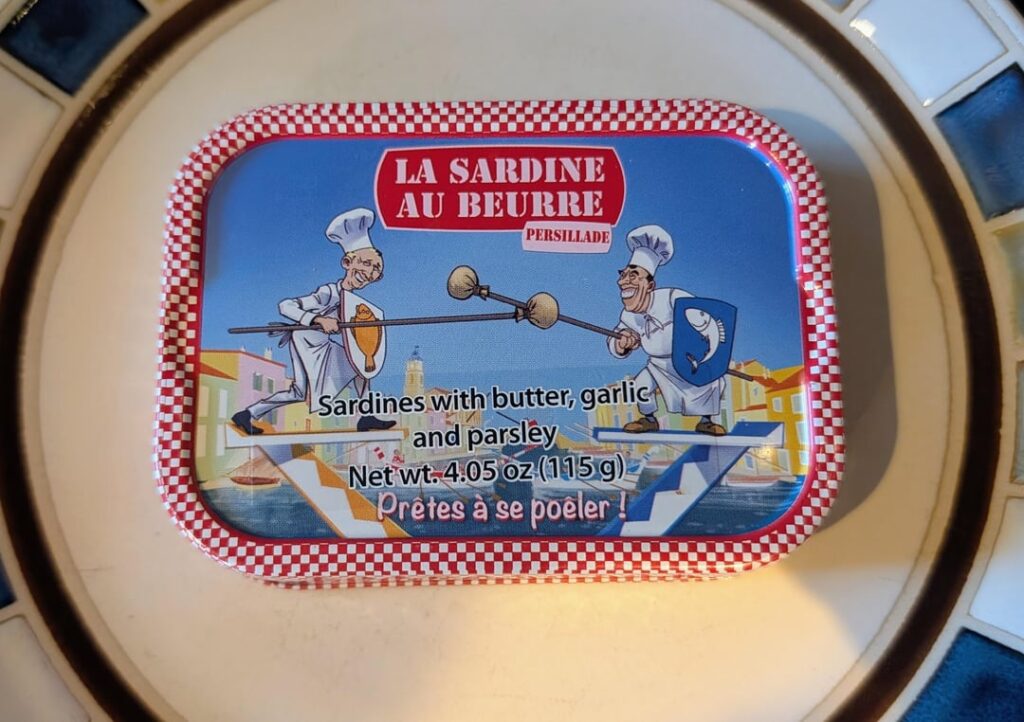 LA SARDINE
AU BEURRE
PERSILLADE
Sardines with butter, garlic
and parsley
Net wt. 4.05 oz (115 g)
Prêtes à se poêler !